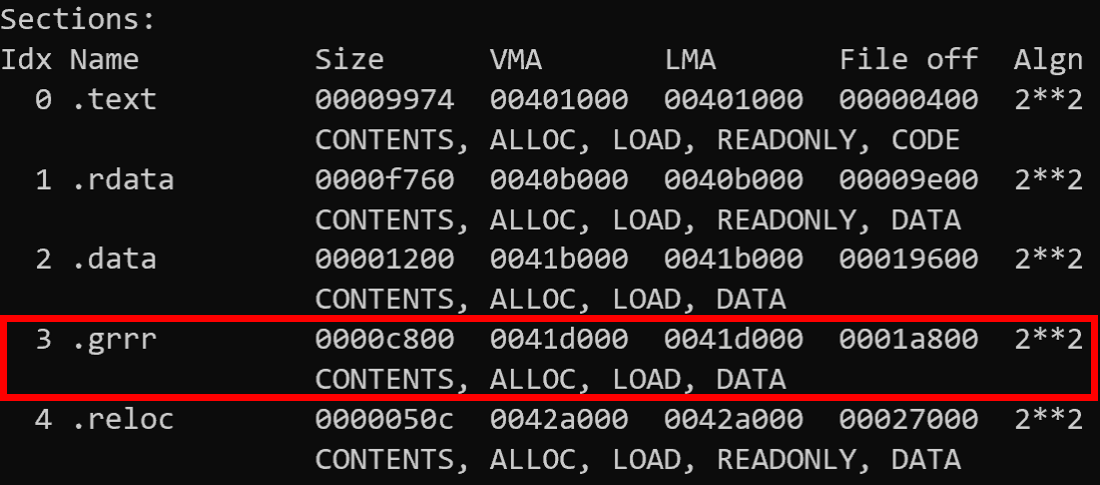 Sections:
Idx Name          Size      VMA       LMA       File off  Algn
  0 .text         00009974  00401000  00401000  00000400  2**2
                  CONTENTS, ALLOC, LOAD, READONLY, CODE
  1 .rdata        0000f760  0040b000  0040b000  00009e00  2**2
                  CONTENTS, ALLOC, LOAD, READONLY, DATA
  2 .data         00001200  0041b000  0041b000  00019600  2**2
                  CONTENTS, ALLOC, LOAD, DATA
  3 .grrr         0000c800  0041d000  0041d000  0001a800  2**2
                  CONTENTS, ALLOC, LOAD, DATA
  4 .reloc        0000050c  0042a000  0042a000  00027000  2**2
                  CONTENTS, ALLOC, LOAD, READONLY, DATA